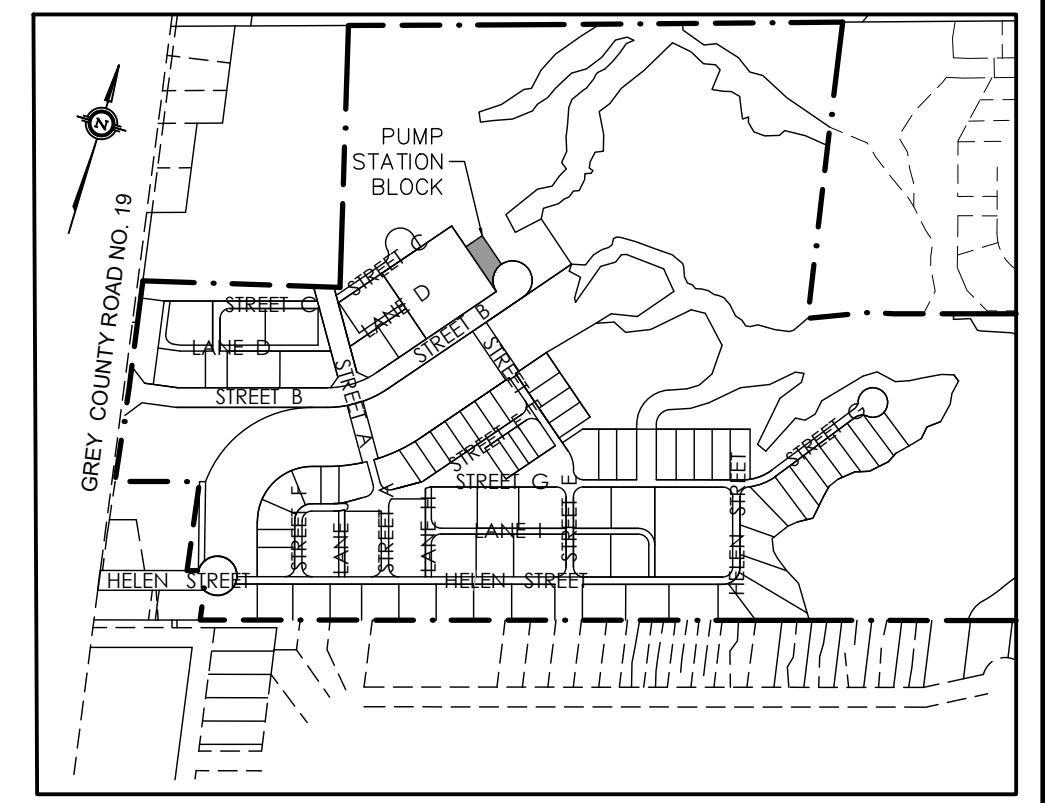 N
PUMP
STATION
BLOCK
GREY COUNTY ROAD NO. 19
STREET C
STREET C
LANE D
LANE D
STREET B
STREET B
STREET A
STREET E
STREET
STREET G
STREET G
STREET F
LANE
STREET A
LANE H
LANE I
STREET E
HELEN STREET
HELEN STREET
HELEN STREET